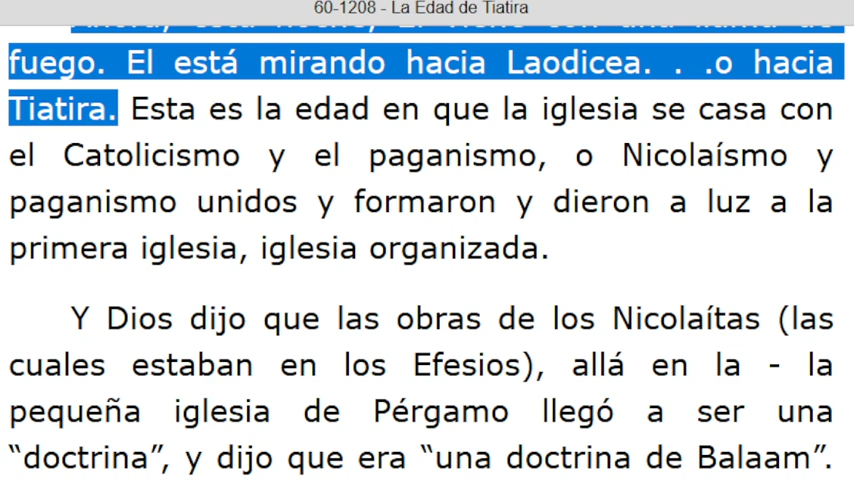 60-1208 - La Edad de Tiatira
fuego. El está mirando hacia Laodicea. . .o hacia
Tiatira. Esta es la edad en que la iglesia se casa con
el Catolicismo y el paganismo, o Nicolaísmo y
paganismo unidos y formaron y dieron a luz a la
primera iglesia, iglesia organizada.
Y Dios dijo que las obras de los Nicolaítas (las
cuales estaban en los Efesios), allá en la - la
pequeña iglesia de Pérgamo llegó a ser una
“doctrina”, y dijo que era “una doctrina de Balaam”.